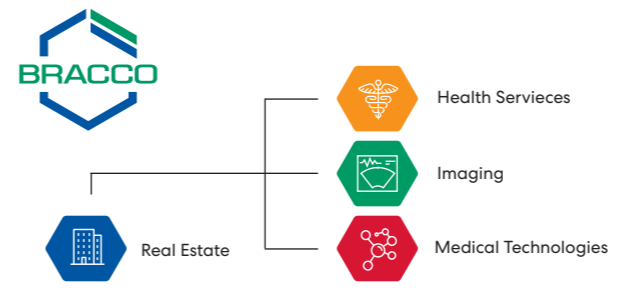 BRACCO
Health Servieces
Imaging
Medical Technologies
Real Estate